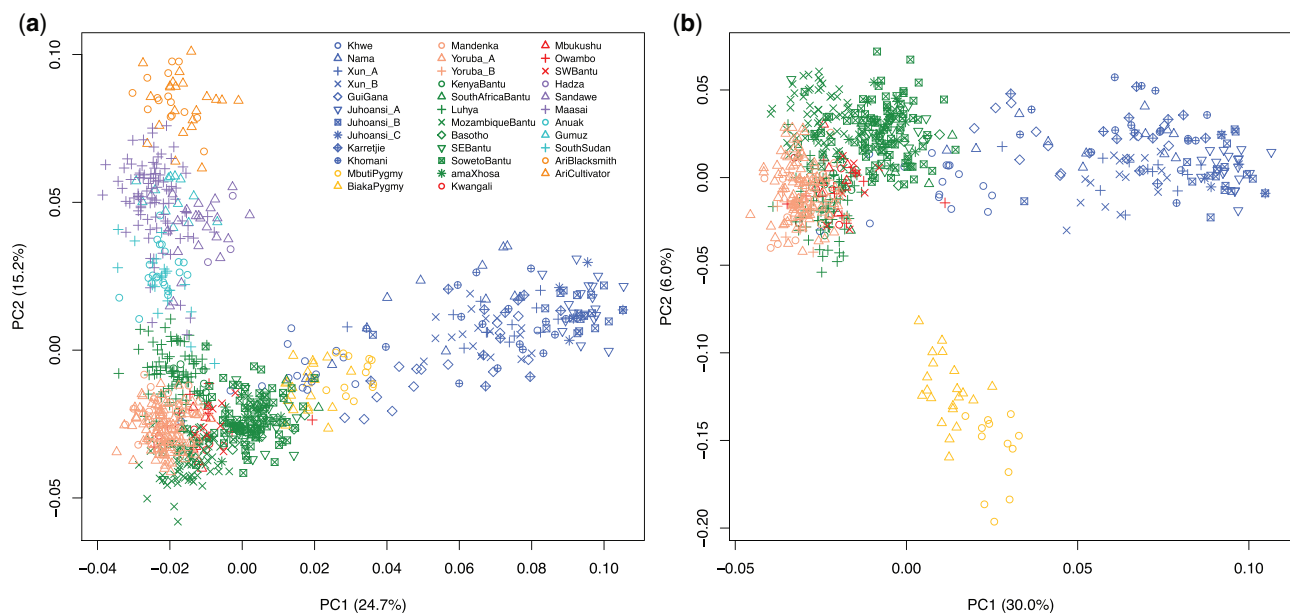 (a)
(b)
Khwe
Nama
Xun_A
Xun_B
GuiGana
Juhoansi_A
Juhoansi_B
Juhoansi_C
Karretjie
Khomani
MbutiPygmy
BiakaPygmy
Mandenka
Yoruba_A
Yoruba_B
KenyaBantu
SouthAfricaBantu
Luhya
MozambiqueBantu
Basotho
SEBantu
SowetoBantu
amaXhosa
Kwangali
Mbukushu
Owambo
SWBantu
Hadza
Sandawe
Maasai
Anuak
Gumuz
SouthSudan
AriBlacksmith
AriCultivator
0.10
0.05
0.00
−0.05
PC2 (15.2%)
−0.04
−0.02
0.00
0.02
0.04
0.06
0.08
0.10
PC1 (24.7%)
0.05
0.00
−0.05
−0.10
−0.15
−0.20
PC2 (6.0%)
−0.05
0.00
0.05
0.10
PC1 (30.0%)